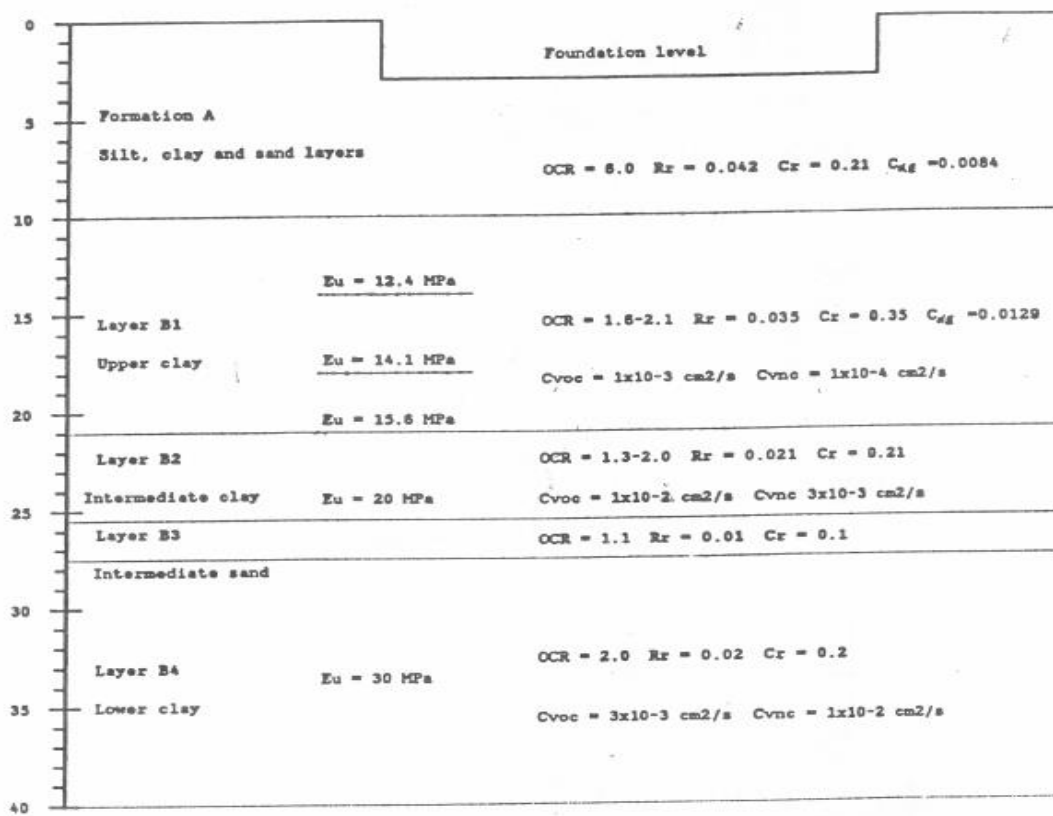 0
Foundation level
Formation A
5
Silt, clay and sand layers
OCR = 6.0 Rr = 0.042 Cr = 0.21 Cαε =0.0084
10
Eu = 12.4 MPa
15
Layer B1
OCR = 1.6-2.1 Rr = 0.035 Cr = 0.35 Cαε =0.0129
Upper clay
Eu = 14.1 MPa
Cvoc = 1x10-3 cm2/s Cvnc = 1x10-4 cm2/s
20
Eu = 15.6 MPa
Layer B2
OCR = 1.3-2.0 Rr = 0.021 Cr = 0.21
Intermediate clay
Eu = 20 MPa
Cvoc = 1x10-2 cm2/s Cvnc 3x10-3 cm2/s
25
Layer B3
OCR = 1.1 Rr = 0.01 Cr = 0.1
Intermediate sand
30
OCR = 2.0 Rr = 0.02 Cr = 0.2
Layer B4
Eu = 30 MPa
35
Lower clay
Cvoc = 3x10-3 cm2/s Cvnc = 1x10-2 cm2/s
40